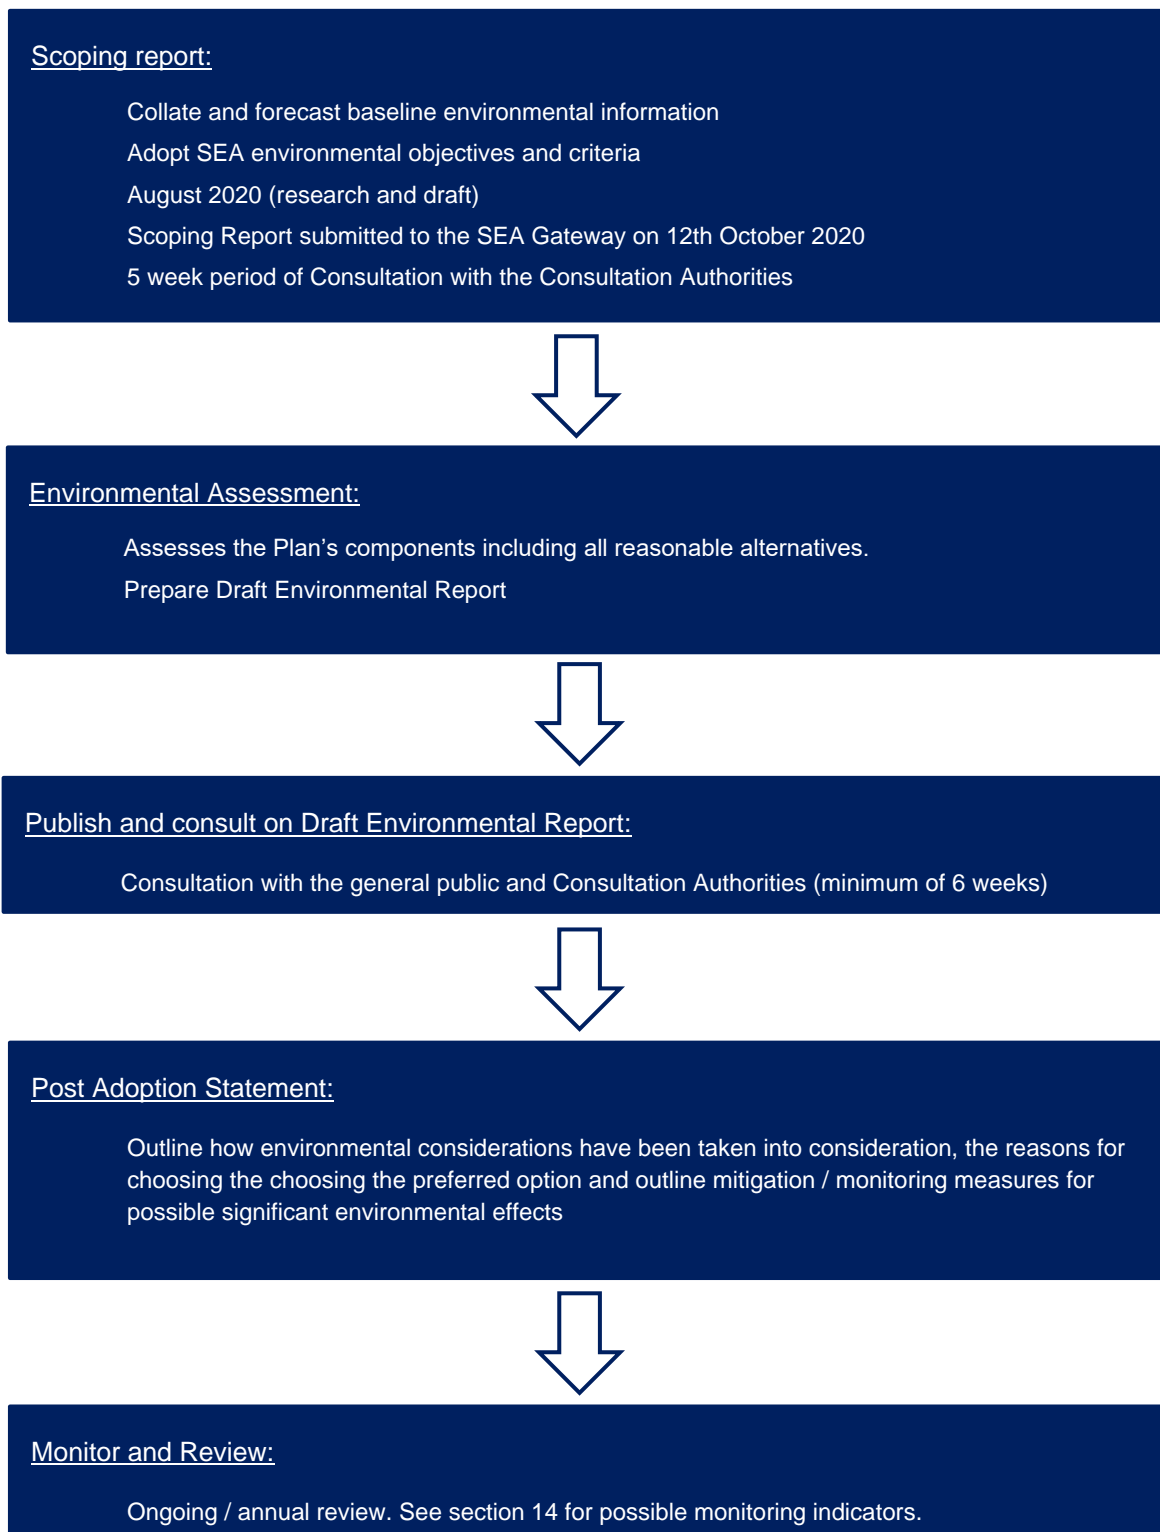 Scoping report:
Collate and forecast baseline environmental information
Adopt SEA environmental objectives and criteria
August 2020 (research and draft)
Scoping Report submitted to the SEA Gateway on 12th October 2020
5 week period of Consultation with the Consultation Authorities
Environmental Assessment:
Assesses the Plan’s components including all reasonable alternatives.
Prepare Draft Environmental Report
Publish and consult on Draft Environmental Report:
Consultation with the general public and Consultation Authorities (minimum of 6 weeks)
Post Adoption Statement:
Outline how environmental considerations have been taken into consideration, the reasons for
choosing the choosing the preferred option and outline mitigation / monitoring measures for
possible significant environmental effects
Monitor and Review:
Ongoing / annual review. See section 14 for possible monitoring indicators.